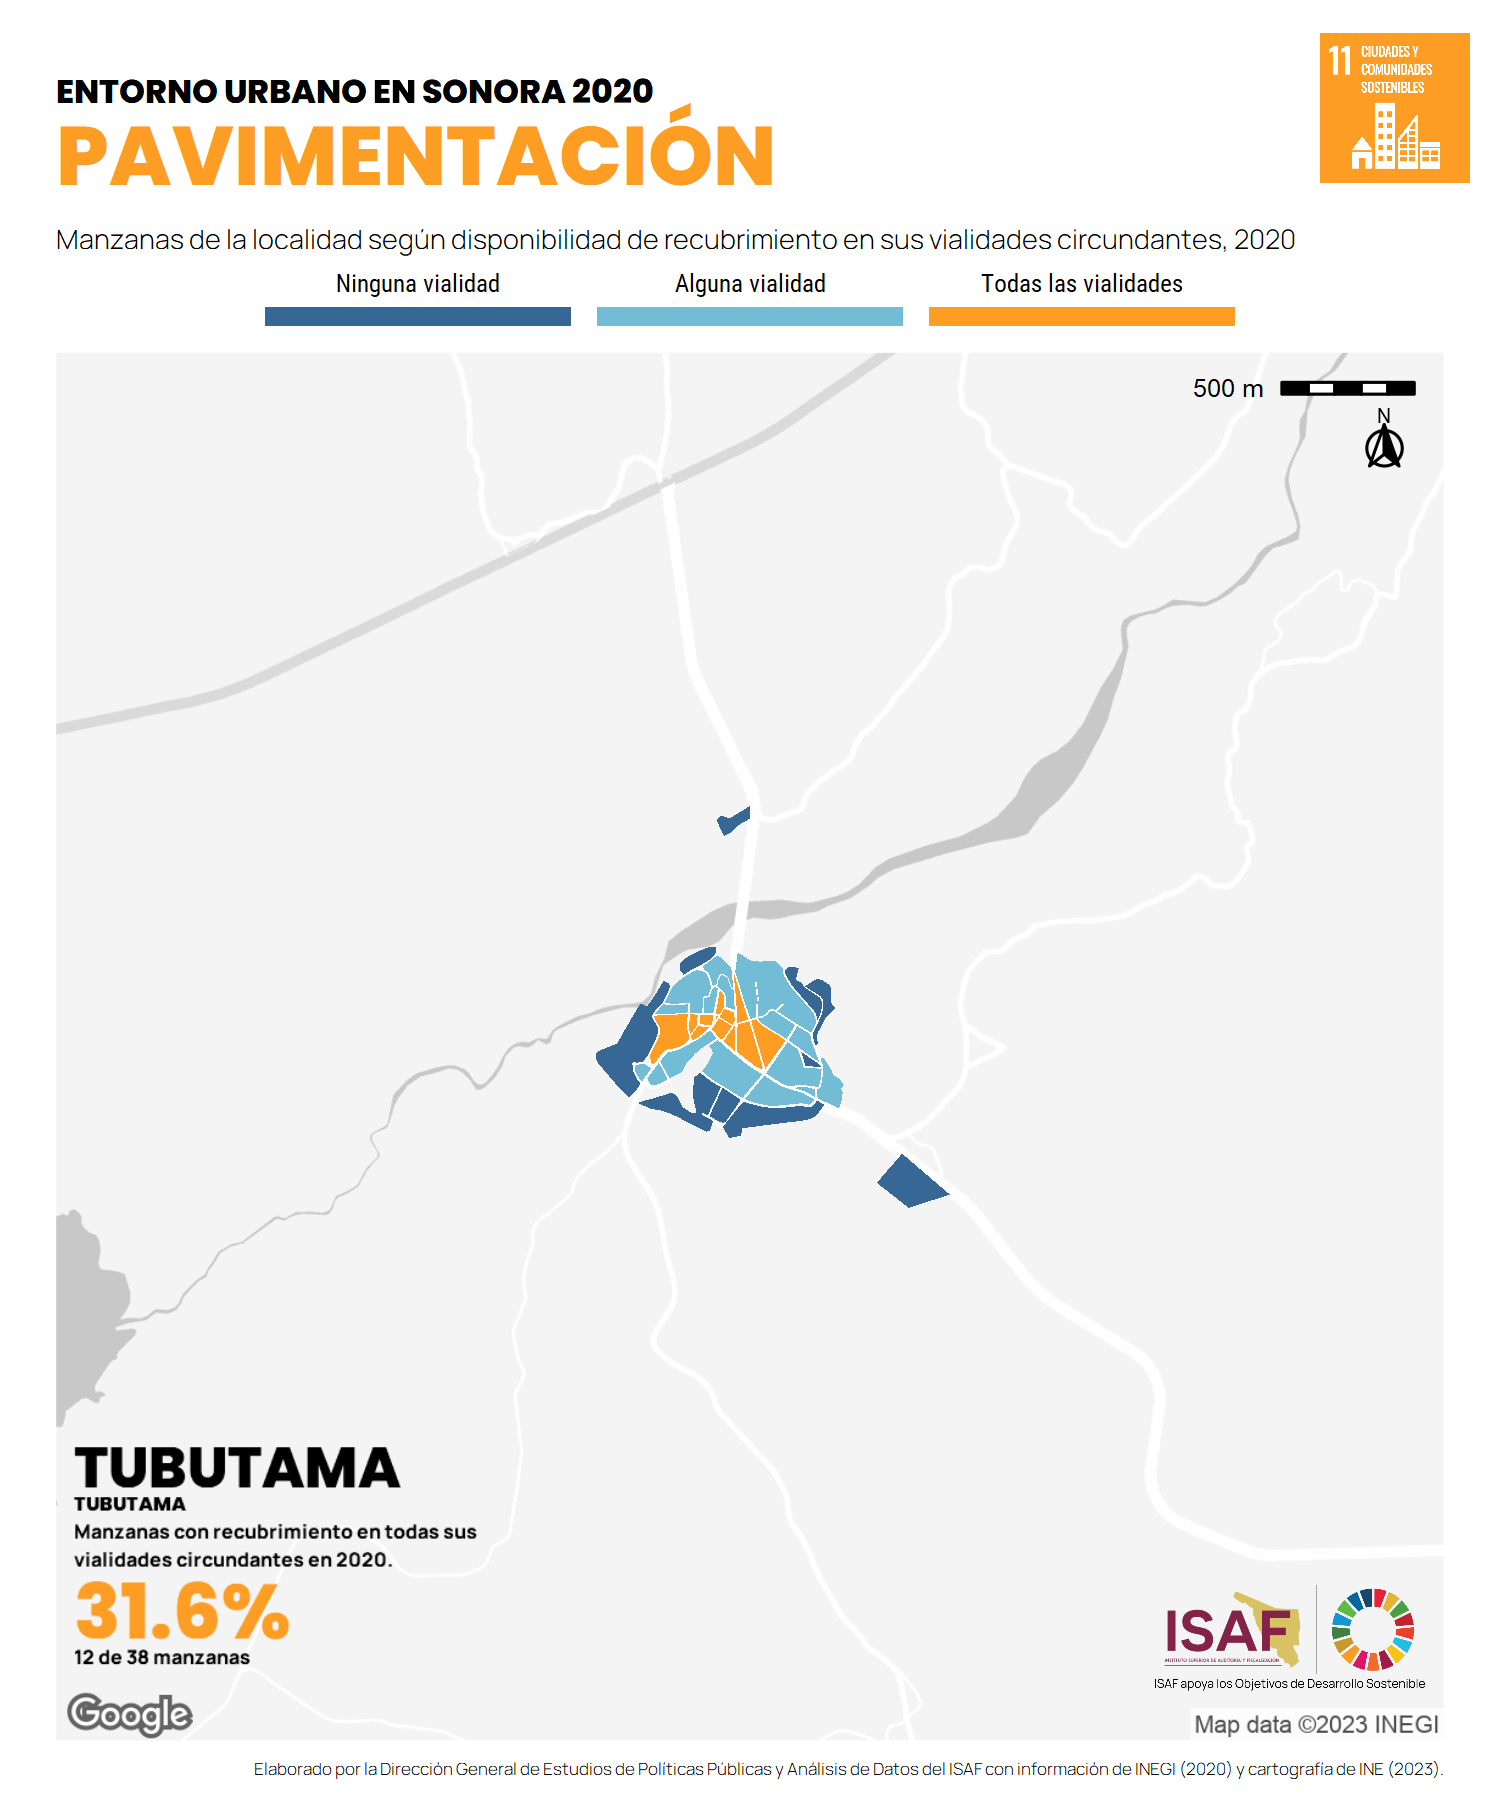 11 CIUDADES Y
COMUNIDADES
SOSTENIBLES
ENTORNO URBANO EN SONORA 2020
PAVIMENTACIÓN
Manzanas de la localidad según disponibilidad de recubrimiento en sus vialidades circundantes, 2020
Ninguna vialidad Alguna vialidad Todas las vialidades
500 m
N
TUBUTAMA
TUBUTAMA
Manzanas con recubrimiento en todas sus
vialidades circundantes en 2020.
31.6%
12 de 38 manzanas
ISAF
INSTITUTO SUPERIOR DE AUDITORÍA Y FISCALIZACIÓN
ISAF apoya los Objetivos de Desarrollo Sostenible
Google
Map data ©2023 INEGI
Elaborado por la Dirección General de Estudios de Políticas Públicas y Análisis de Datos del ISAF con información de INEGI (2020) y cartografía de INE (2023).